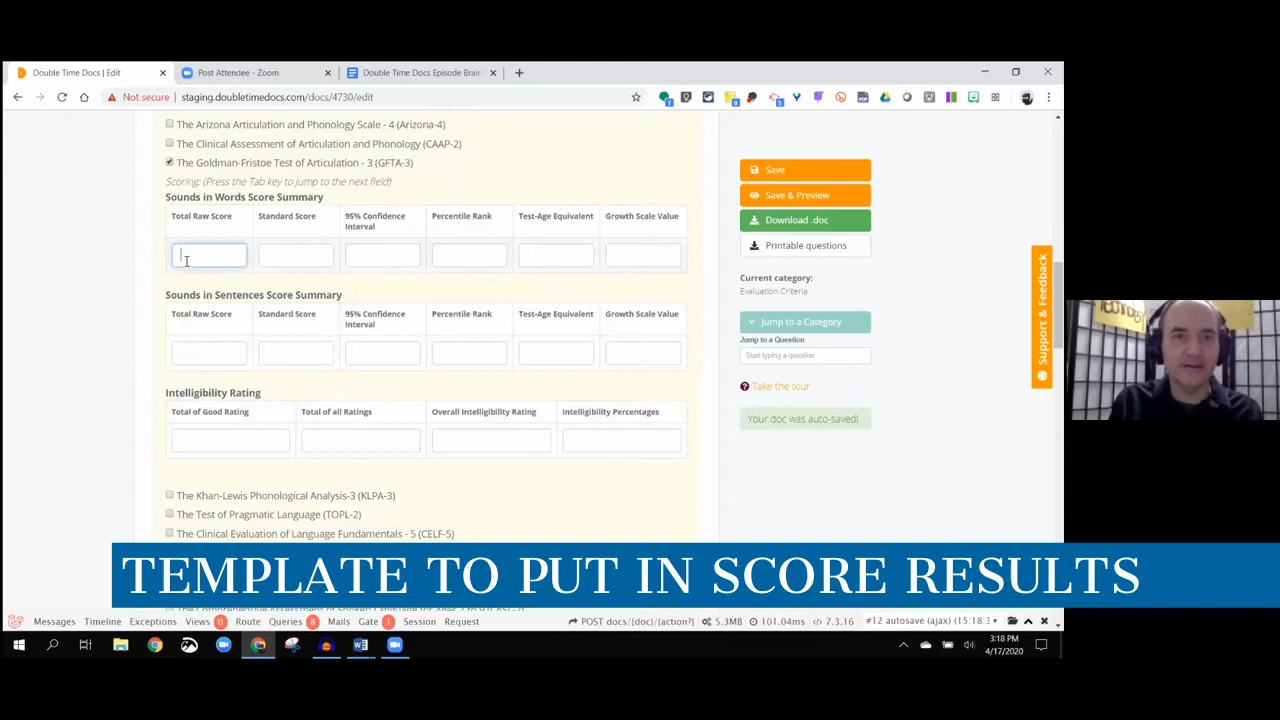 Double Time Docs | Edit
Post Attendee - Zoom
Double Time Docs Episode Brain
Not secure
staging.doubletimedocs.com/docs/4730/edit
The Arizona Articulation and Phonology Scale - 4 (Arizona-4)
The Clinical Assessment of Articulation and Phonology (CAAP-2)
The Goldman-Fristoe Test of Articulation - 3 (GFTA-3)
Scoring: (Press the Tab key to jump to the next field)
Sounds in Words Score Summary
Total Raw Score
Standard Score
95% Confidence Interval
Percentile Rank
Test-Age Equivalent
Growth Scale Value
Sounds in Sentences Score Summary
Total Raw Score
Standard Score
95% Confidence Interval
Percentile Rank
Test-Age Equivalent
Growth Scale Value
Intelligibility Rating
Total of Good Rating
Total of all Ratings
Overall Intelligibility Rating
Intelligibility Percentages
The Khan-Lewis Phonological Analysis-3 (KLPA-3)
The Test of Pragmatic Language (TOPL-2)
The Clinical Evaluation of Language Fundamentals - 5 (CELF-5)
Save
Save & Preview
Download .doc
Printable questions
Current category:
Evaluation Criteria
Jump to a Category
Jump to a Question
Start typing a question
Take the tour
Your doc was auto-saved!
Support & Feedback
TEMPLATE TO PUT IN SCORE RESULTS
Messages
Timeline
Exceptions
Views 0
Route
Queries 8
Mails
Gate 1
Session
Request
POST docs/{doc}/{action?}
5.3MB
101.04ms
7.3.16
#12 autosave (ajax) (15:18:3
3:18 PM
4/17/2020